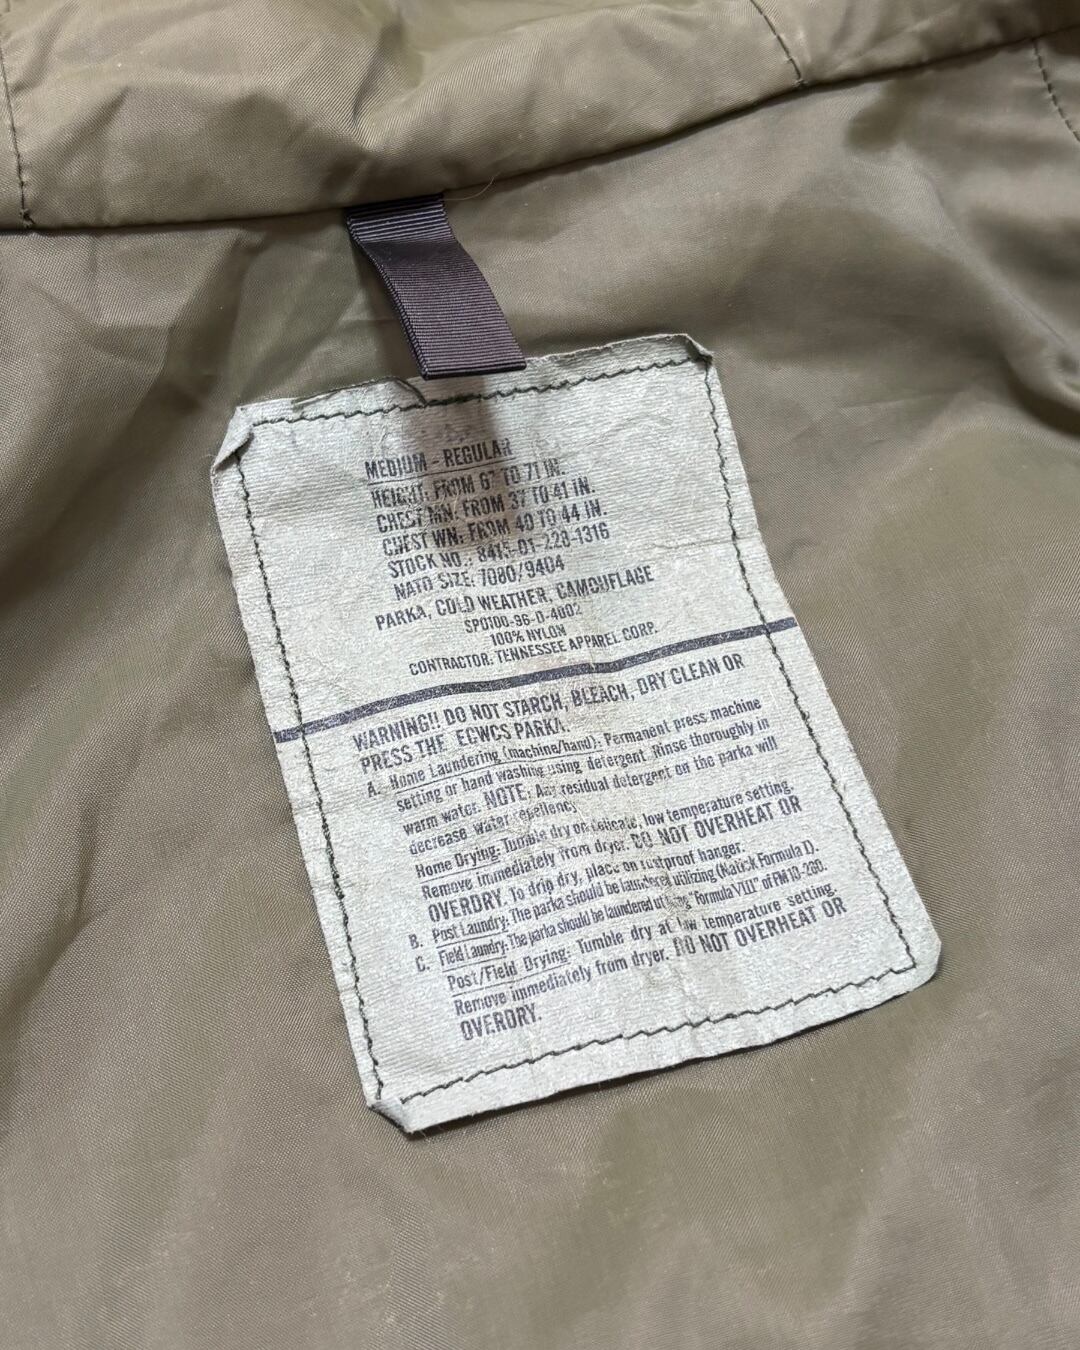 MEDIUM - REGULAR
HEIGHT: FROM 67 TO 71 IN.
CHEST MN: FROM 37 TO 41 IN.
CHEST WN: FROM 40 TO 44 IN.
STOCK NO.: 8415-01-228-1316
NATO SIZE: 7080/9404
PARKA, COLD WEATHER, CAMOUFLAGE
SPO100-96-D-4002
100% NYLON
CONTRACTOR: TENNESSEE APPAREL CORP.
WARNING!! DO NOT STARCH, BLEACH, DRY CLEAN OR
PRESS THE ECWCS PARKA.
A. Home Laundering (machine/hand): Permanent press machine
setting or hand washing using detergent. Rinse thoroughly in
warm water. NOTE: Any residual detergent on the parka will
decrease water repellency
Home Drying: Tumble dry on delicate, low temperature setting.
Remove immediately from dryer. DO NOT OVERHEAT OR
OVERDRY. To drip dry, place on rustproof hanger.
B. Post Laundry: The parka should be laundered utilizing (Natick Formula I).
C. Field Laundry: The parka should be laundered utilizing "Formula VIII" of FM 10-280.
Post/Field Drying: Tumble dry at low temperature setting.
Remove immediately from dryer. DO NOT OVERHEAT OR
OVERDRY.